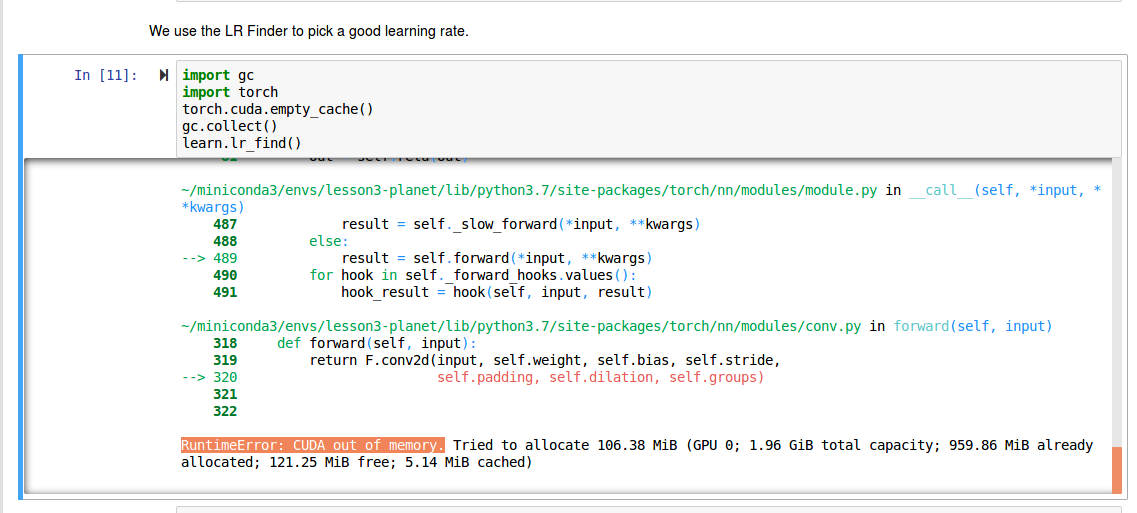 We use the LR Finder to pick a good learning rate.
In [11]:
import gc
import torch
torch.cuda.empty_cache()
gc.collect()
learn.lr_find()
~/miniconda3/envs/lesson3-planet/lib/python3.7/site-packages/torch/nn/modules/module.py in __call__(self, *input, *
*kwargs)
487             result = self._slow_forward(*input, **kwargs)
488         else:
--> 489             result = self.forward(*input, **kwargs)
490         for hook in self._forward_hooks.values():
491             hook_result = hook(self, input, result)
~/miniconda3/envs/lesson3-planet/lib/python3.7/site-packages/torch/nn/modules/conv.py in forward(self, input)
318     def forward(self, input):
319         return F.conv2d(input, self.weight, self.bias, self.stride,
--> 320                         self.padding, self.dilation, self.groups)
321
322
RuntimeError: CUDA out of memory. Tried to allocate 106.38 MiB (GPU 0; 1.96 GiB total capacity; 959.86 MiB already
allocated; 121.25 MiB free; 5.14 MiB cached)